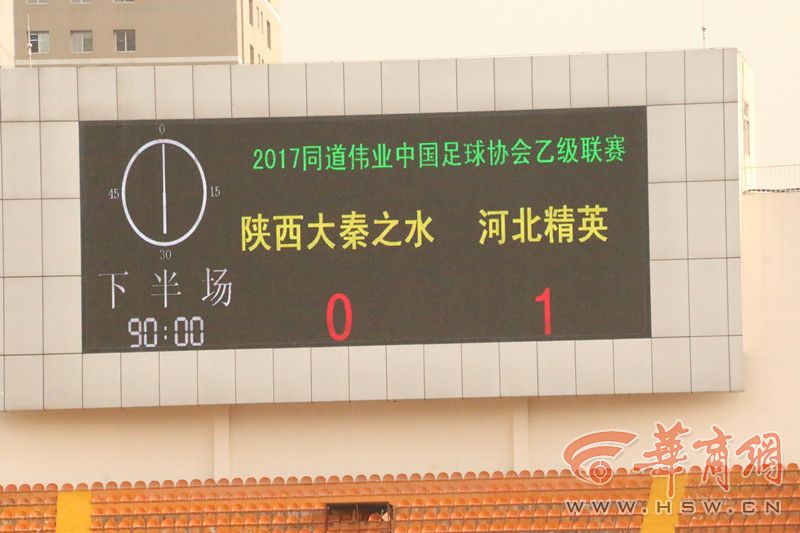 0
2017同道伟业中国足球协会乙级联赛
45
15
陕西大秦之水 河北精英
30
下半场
0 1
90:00
华商网
WWW.HSW.CN